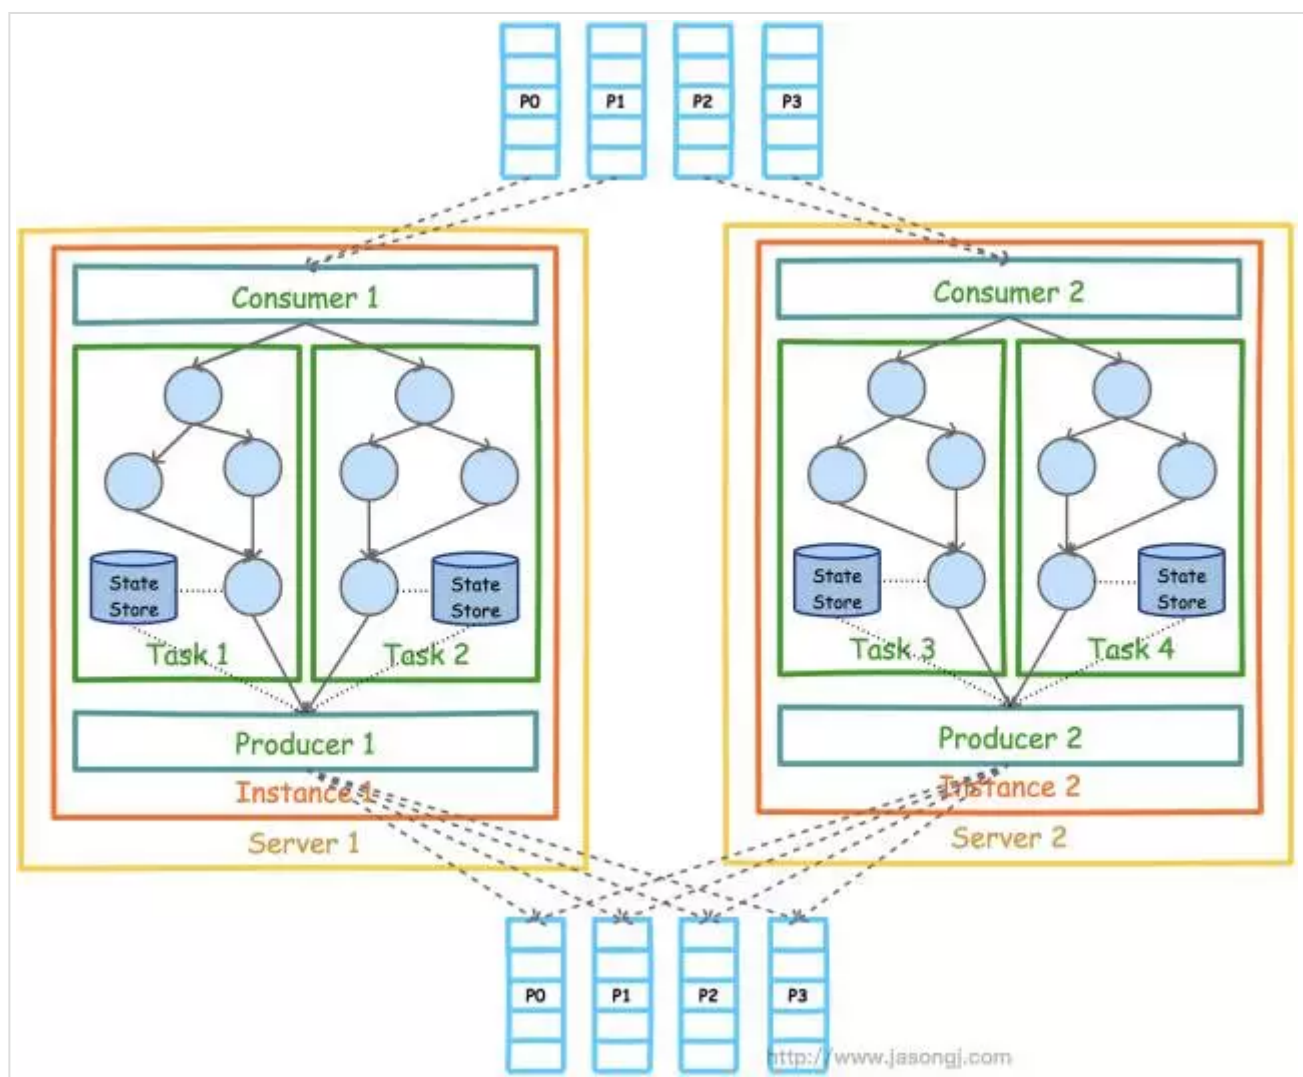 P0 P1 P2 P3
Consumer 1
Consumer 2
State
Store
State
Store
State
Store
State
Store
Task 1
Task 2
Task 3
Task 4
Producer 1
Producer 2
Instance 1
Instance 2
Server 1
Server 2
P0 P1 P2 P3
http://www.jasongj.com